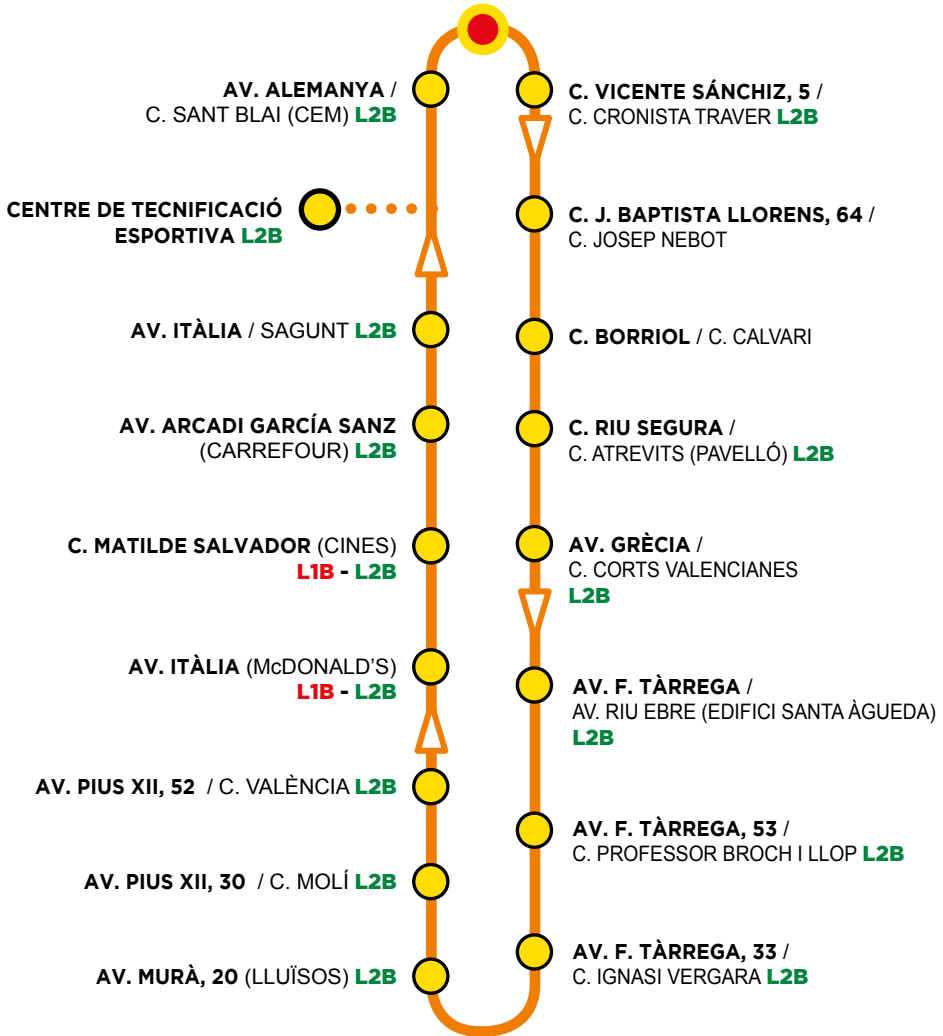 AV. ALEMANYA /
C. SANT BLAI (CEM) L2B
CENTRE DE TECNIFICACIÓ
ESPORTIVA L2B
AV. ITÀLIA / SAGUNT L2B
AV. ARCADI GARCÍA SANZ
(CARREFOUR) L2B
C. MATILDE SALVADOR (CINES)
L1B - L2B
AV. ITÀLIA (McDONALD'S)
L1B - L2B
AV. PIUS XII, 52 / C. VALÈNCIA L2B
AV. PIUS XII, 30 / C. MOLÍ L2B
AV. MURÀ, 20 (LLUÏSOS) L2B
C. VICENTE SÁNCHIZ, 5 /
C. CRONISTA TRAVER L2B
C. J. BAPTISTA LLORENS, 64 /
C. JOSEP NEBOT
C. BORRIOL / C. CALVARI
C. RIU SEGURA /
C. ATREVITS (PAVELLÓ) L2B
AV. GRÈCIA /
C. CORTS VALENCIANES
L2B
AV. F. TÀRREGA /
AV. RIU EBRE (EDIFICI SANTA ÀGUEDA)
L2B
AV. F. TÀRREGA, 53 /
C. PROFESSOR BROCH I LLOP L2B
AV. F. TÀRREGA, 33 /
C. IGNASI VERGARA L2B